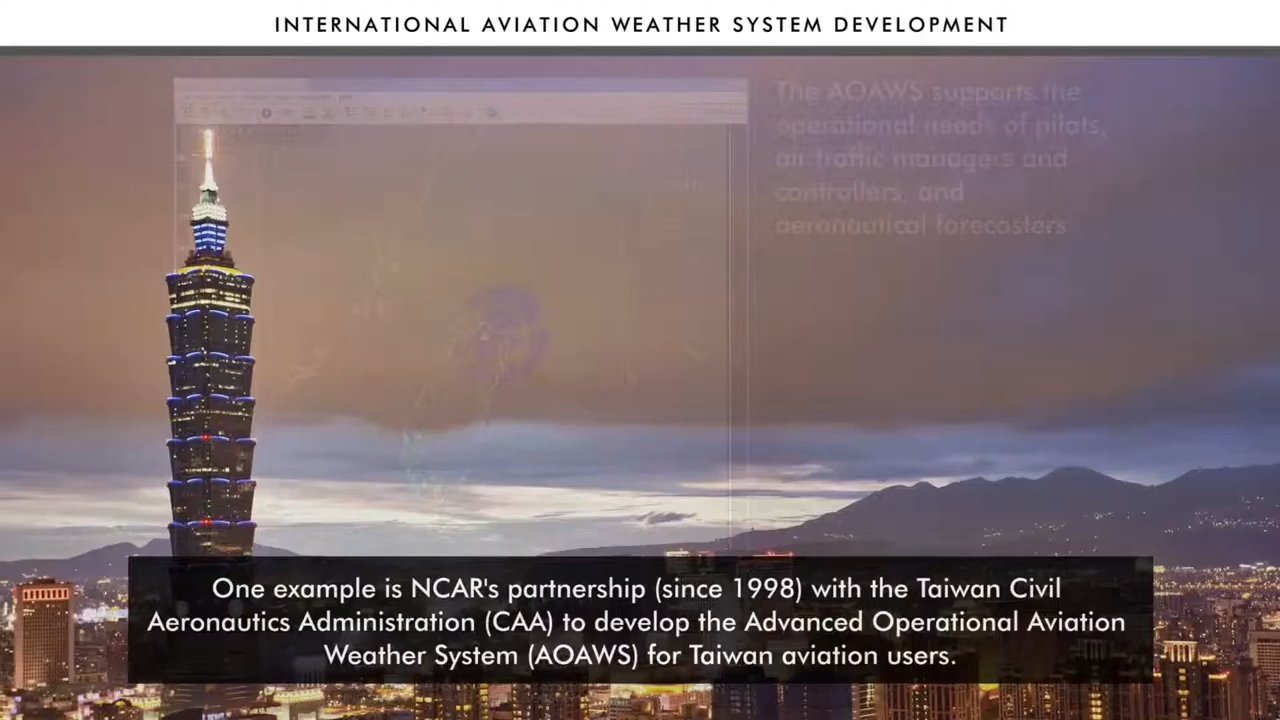 INTERNATIONAL AVIATION WEATHER SYSTEM DEVELOPMENT
The AOAWS supports the
operational needs of pilots,
air traffic managers and
controllers, and
aeronautical forecasters
One example is NCAR's partnership (since 1998) with the Taiwan Civil
Aeronautics Administration (CAA) to develop the Advanced Operational Aviation
Weather System (AOAWS) for Taiwan aviation users.